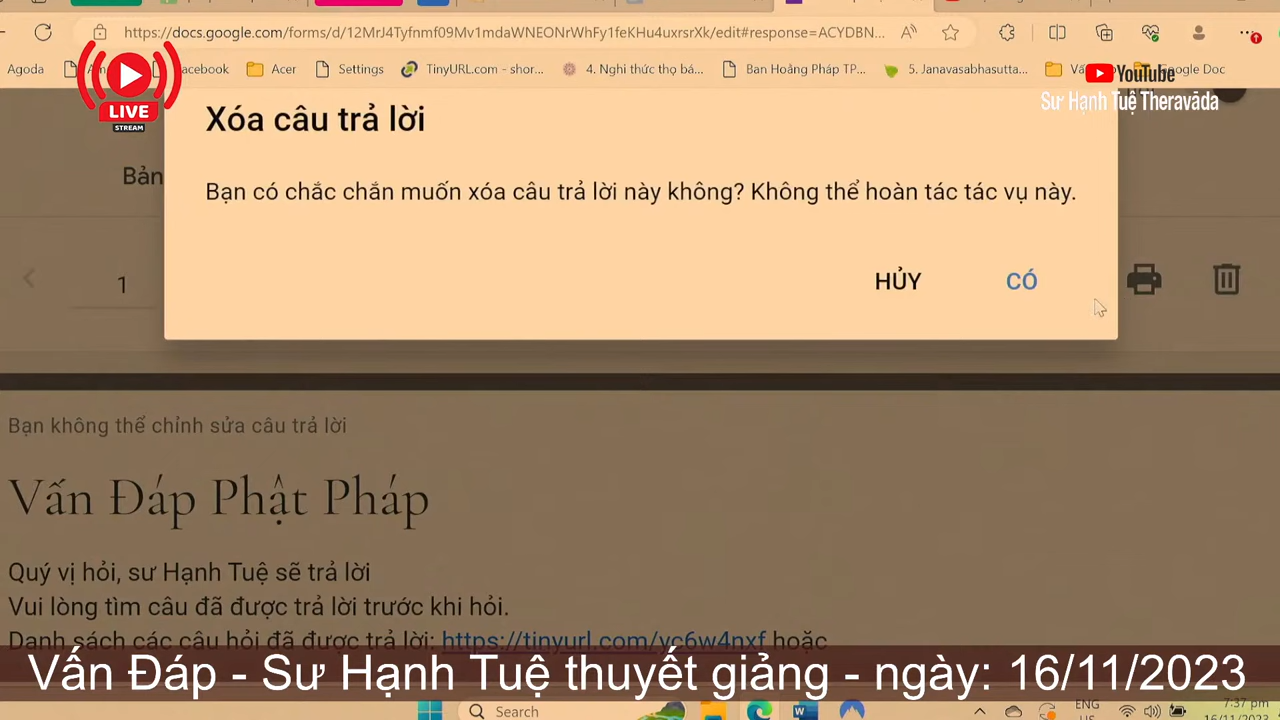 https://docs.google.com/forms/d/12MrJ4Tyfnmf09Mv1mdaWNEONrWhFy1feKHu4uxrsrXk/edit#response=ACYDBN...
Agoda
Facebook
Acer
Settings
TinyURL.com - shor...
4. Nghi thức thọ bá...
Ban Hoằng Pháp TP...
5. Janavasabhasutta...
Google Doc
YouTube
Sư Hạnh Tuệ Theravāda
LIVE
STREAM
Xóa câu trả lời
Bạn có chắc chắn muốn xóa câu trả lời này không? Không thể hoàn tác tác vụ này.
HỦY
CÓ
Bản
1
Bạn không thể chỉnh sửa câu trả lời
Vấn Đáp Phật Pháp
Quý vị hỏi, sư Hạnh Tuệ sẽ trả lời
Vui lòng tìm câu đã được trả lời trước khi hỏi.
Danh sách các câu hỏi đã được trả lời: https://tinyurl.com/yc6w4nxf hoặc
Vấn Đáp - Sư Hạnh Tuệ thuyết giảng - ngày: 16/11/2023
Search
ENG
US
7:37 pm
16/11/2023